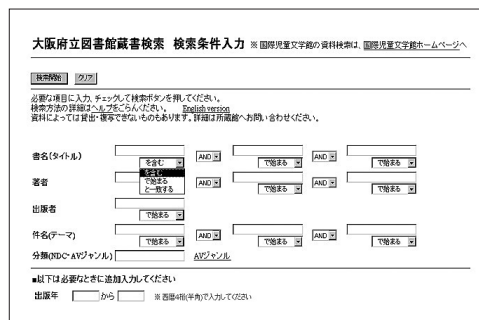 大阪府立図書館蔵書検索 検索条件入力 ※国際児童文学館の資料検索は、国際児童文学館ホームページへ
検索開始 クリア
必要な項目に入力、チェックして検索ボタンを押してください。
検索方法の詳細はヘルプをごらんください。 English version
資料によっては貸出・複写できないものもあります。詳細は所蔵館へお問い合わせください。
書名(タイトル) AND AND
を含む で始まる で始まる
を含む
で始まる
と一致する
著者 AND AND
で始まる で始まる
出版者
で始まる
件名(テーマ) AND AND
で始まる で始まる で始まる
分類(NDC・AVジャンル) AVジャンル
■以下は必要なときに追加入力してください
出版年 から ※西暦4桁(半角)で入力してください